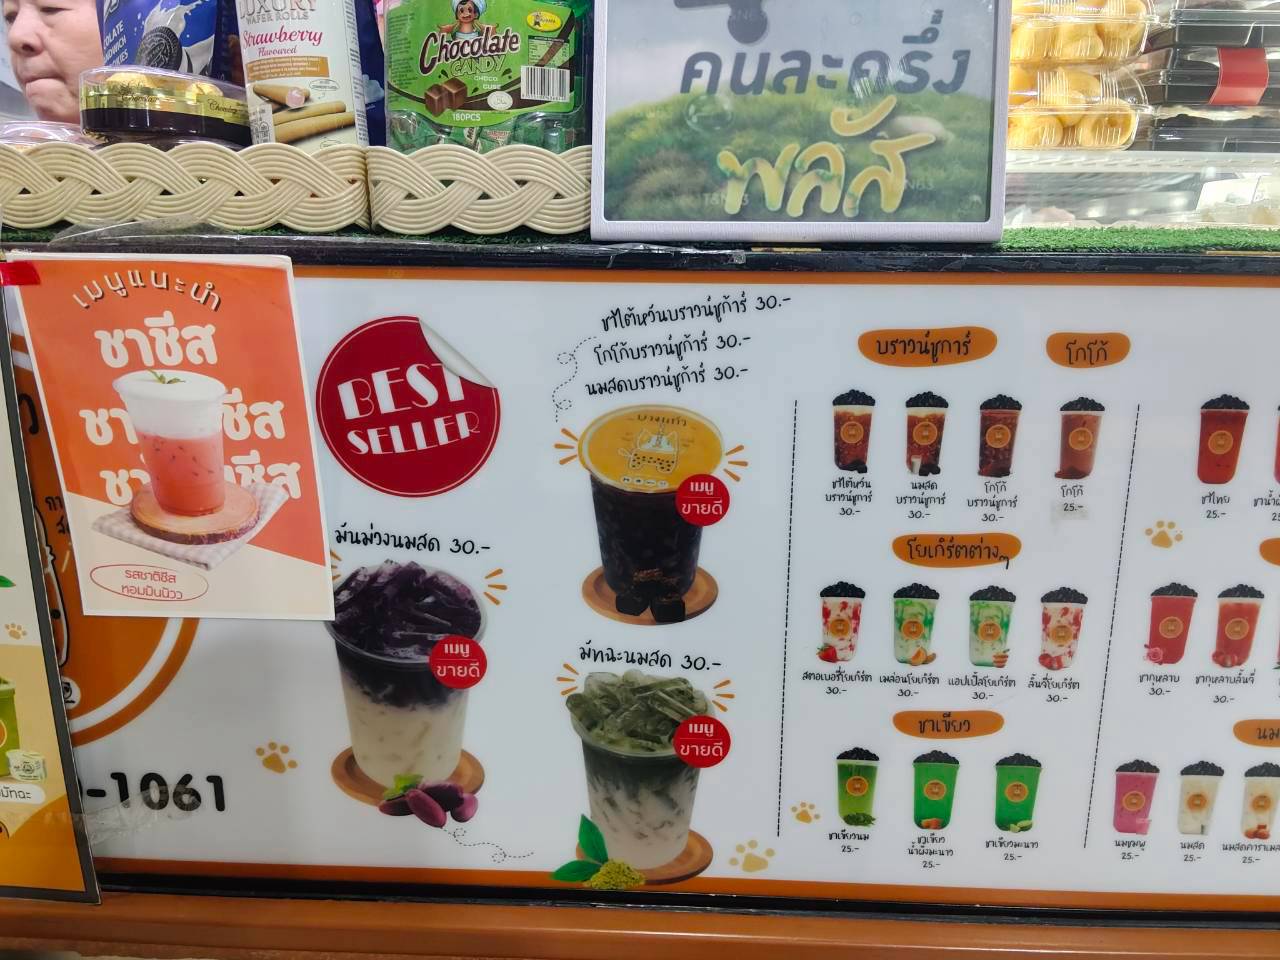 LUXURY
WAFER ROLLS
Strawberry
Flavoured
Chocolate
CANDY
CHOCO
CUBE
180PCS
คนละครึ่ง
พลัส
เมนูแนะนำ
ชาชีส
รสชาติชีส
หอมมันนัวว
BEST
SELLER
-1061
ชาไต้หวันบราวน์ชูก้าร์ 30.-
โกโก้บราวน์ชูก้าร์ 30.-
นมสดบราวน์ชูก้าร์ 30.-
เมนู
ขายดี
มันม่วงนมสด 30.-
เมนู
ขายดี
มัทฉะนมสด 30.-
เมนู
ขายดี
บราวน์ชูการ์
โกโก้
ชาไต้หวัน
บราวน์ชูการ์
30.-
นมสด
บราวน์ชูการ์
30.-
โกโก้
บราวน์ชูการ์
30.-
โกโก้
25.-
โยเกิร์ตต่างๆ
สตอเบอรี่โยเกิร์ต
30.-
เมล่อนโยเกิร์ต
30.-
แอปเปิ้ลโยเกิร์ต
30.-
ลิ้นจี่โยเกิร์ต
30.-
ชาเขียว
ชาเขียวนม
25.-
ชาเขียว
น้ำผึ้งมะนาว
25.-
ชาเขียวมะนาว
25.-
ชาไทย
25.-
ชากุหลาบ
30.-
ชากุหลาบลิ้นจี่
30.-
นมชมพู
25.-
นมสด
25.-
25.-